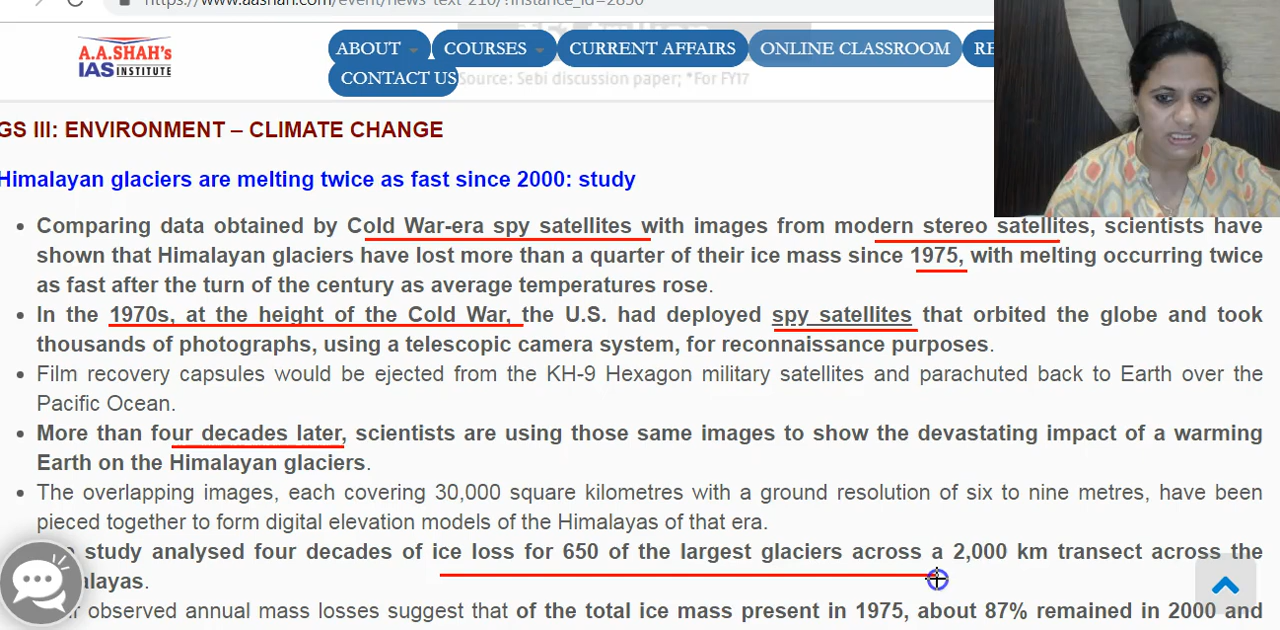 https://www.aashah.com/event/news-text-210/?instance_id=2850
A.A.SHAH's
IAS INSTITUTE
ABOUT
COURSES
CURRENT AFFAIRS
ONLINE CLASSROOM
RE
CONTACT US
Source: Sebi discussion paper; *For FY17
GS III: ENVIRONMENT – CLIMATE CHANGE
Himalayan glaciers are melting twice as fast since 2000: study
• Comparing data obtained by Cold War-era spy satellites with images from modern stereo satellites, scientists have
shown that Himalayan glaciers have lost more than a quarter of their ice mass since 1975, with melting occurring twice
as fast after the turn of the century as average temperatures rose.
• In the 1970s, at the height of the Cold War, the U.S. had deployed spy satellites that orbited the globe and took
thousands of photographs, using a telescopic camera system, for reconnaissance purposes.
• Film recovery capsules would be ejected from the KH-9 Hexagon military satellites and parachuted back to Earth over the
Pacific Ocean.
• More than four decades later, scientists are using those same images to show the devastating impact of a warming
Earth on the Himalayan glaciers.
• The overlapping images, each covering 30,000 square kilometres with a ground resolution of six to nine metres, have been
pieced together to form digital elevation models of the Himalayas of that era.
study analysed four decades of ice loss for 650 of the largest glaciers across a 2,000 km transect across the
alayas.
observed annual mass losses suggest that of the total ice mass present in 1975, about 87% remained in 2000 and